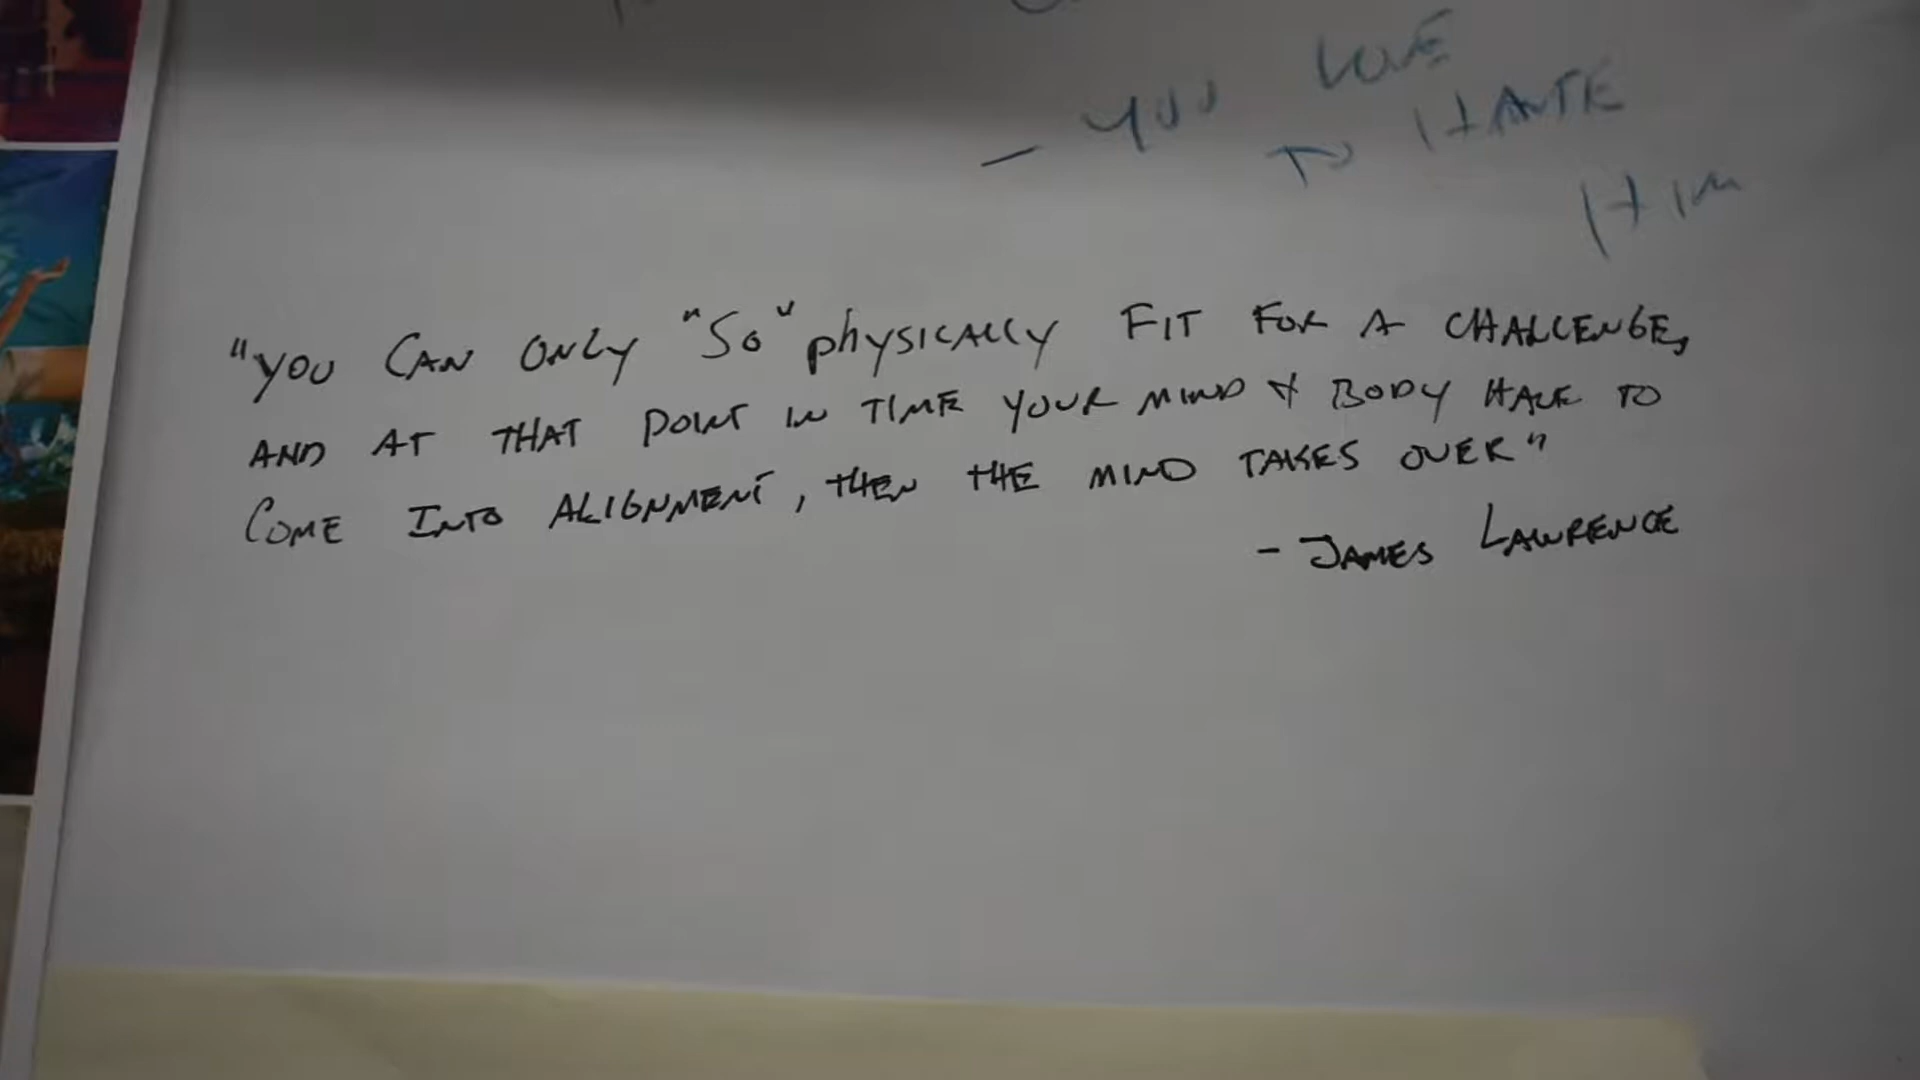 LOVE
- YOU
TO HANTE
HIM
"YOU CAN ONLY "SO" physically FIT FOR A CHALLENGE,
AND AT THAT POINT IN TIME YOUR MIND & BODY HAVE TO
COME INTO ALIGNMENT, THEN THE MIND TAKES OVER"
- JAMES LAWRENCE